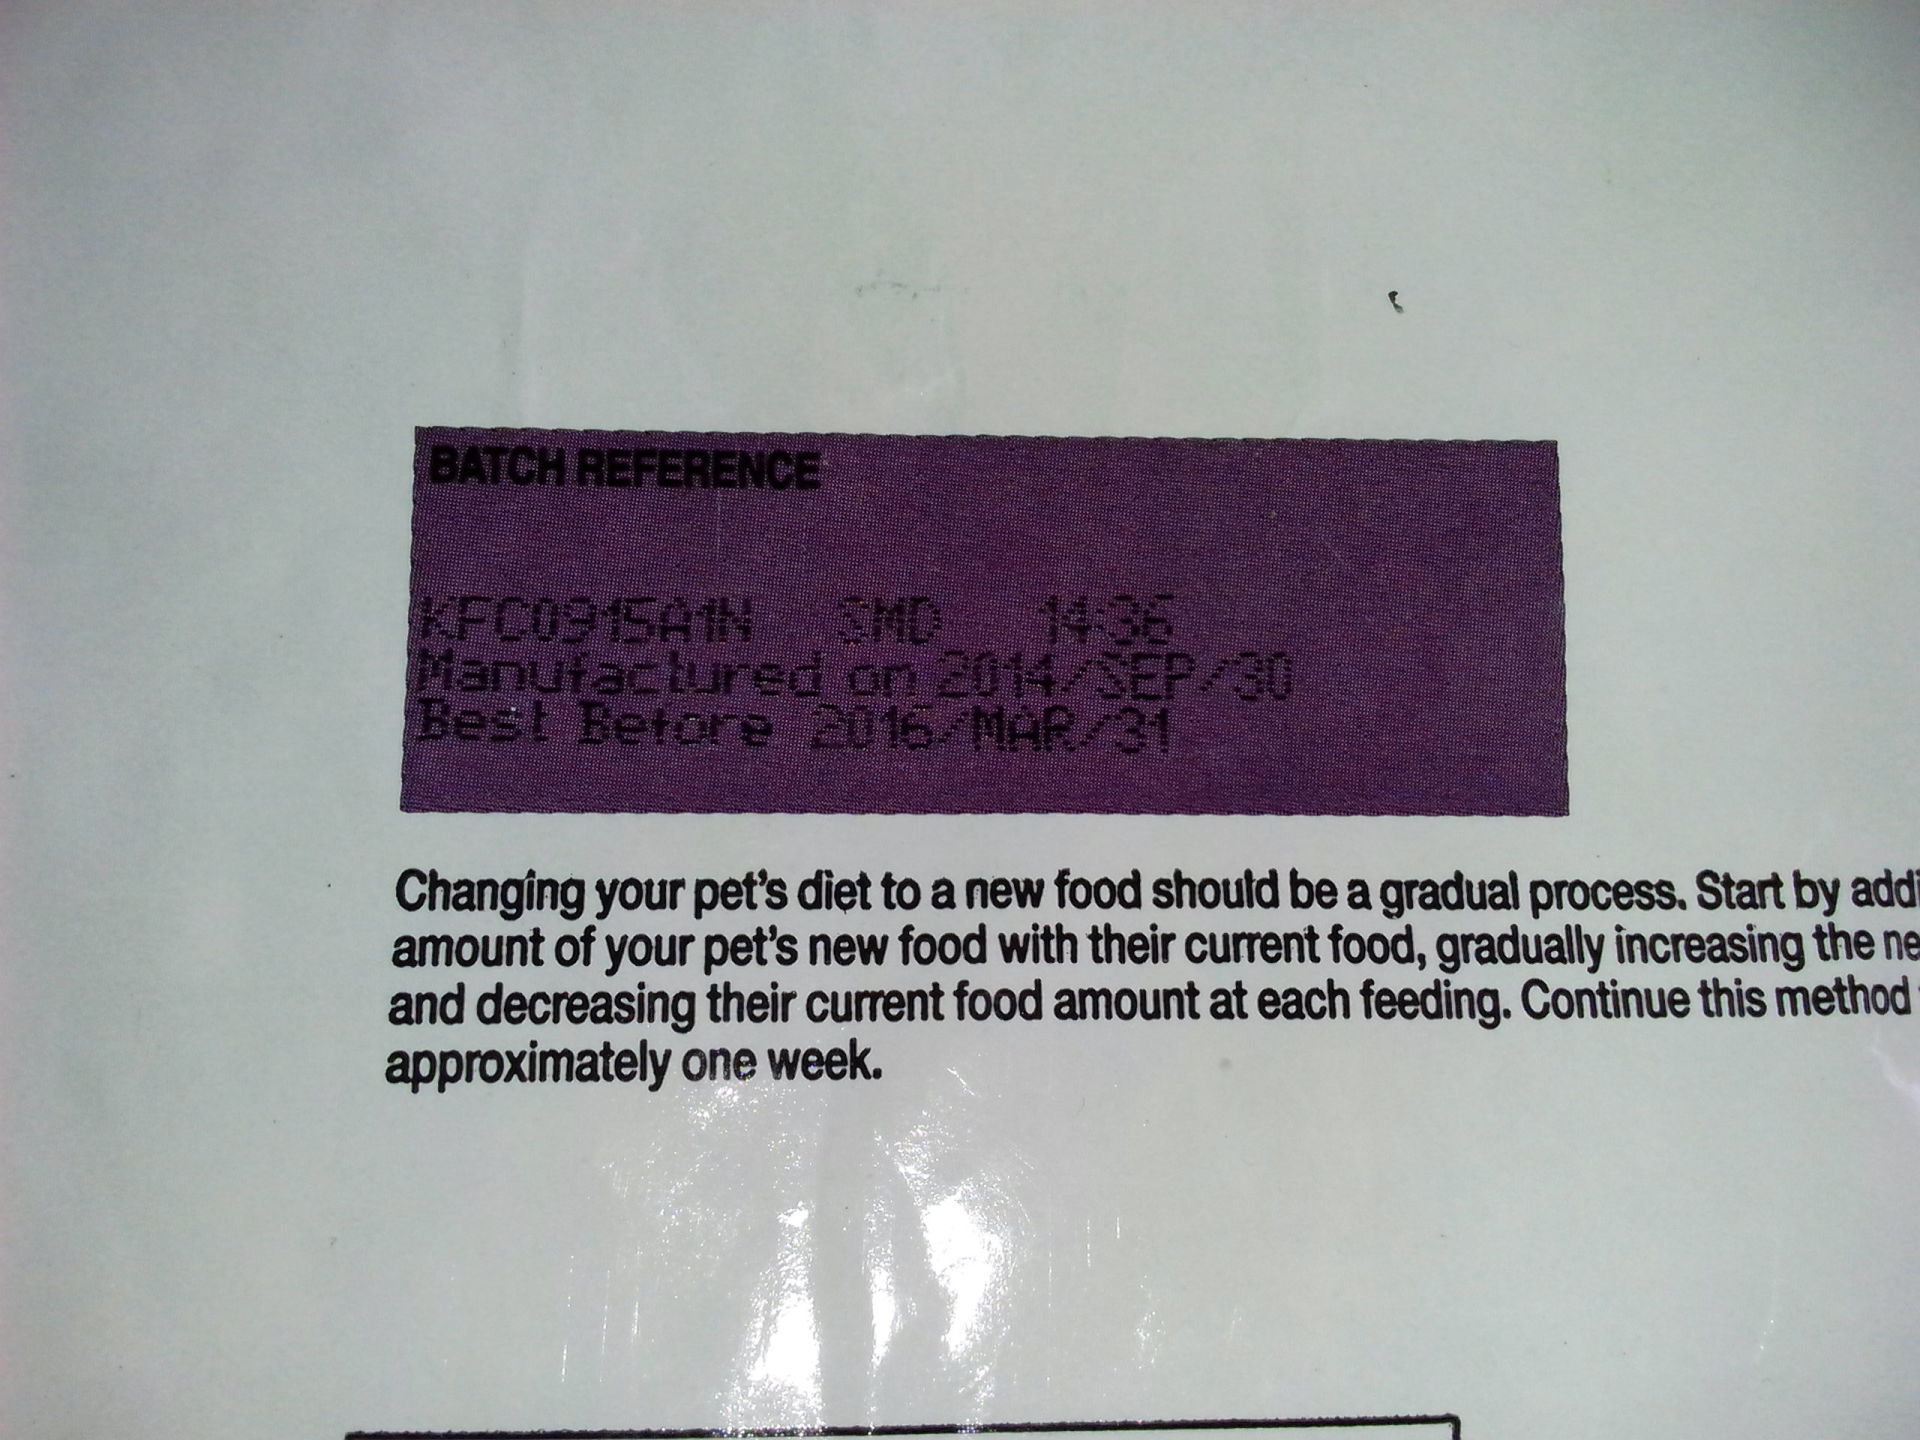 BATCH REFERENCE
KFC0915A1N SMD 14:36
Manufactured on 2014/SEP/30
Best Before 2016/MAR/31
Changing your pet's diet to a new food should be a gradual process. Start by addi
amount of your pet's new food with their current food, gradually increasing the ne
and decreasing their current food amount at each feeding. Continue this method
approximately one week.